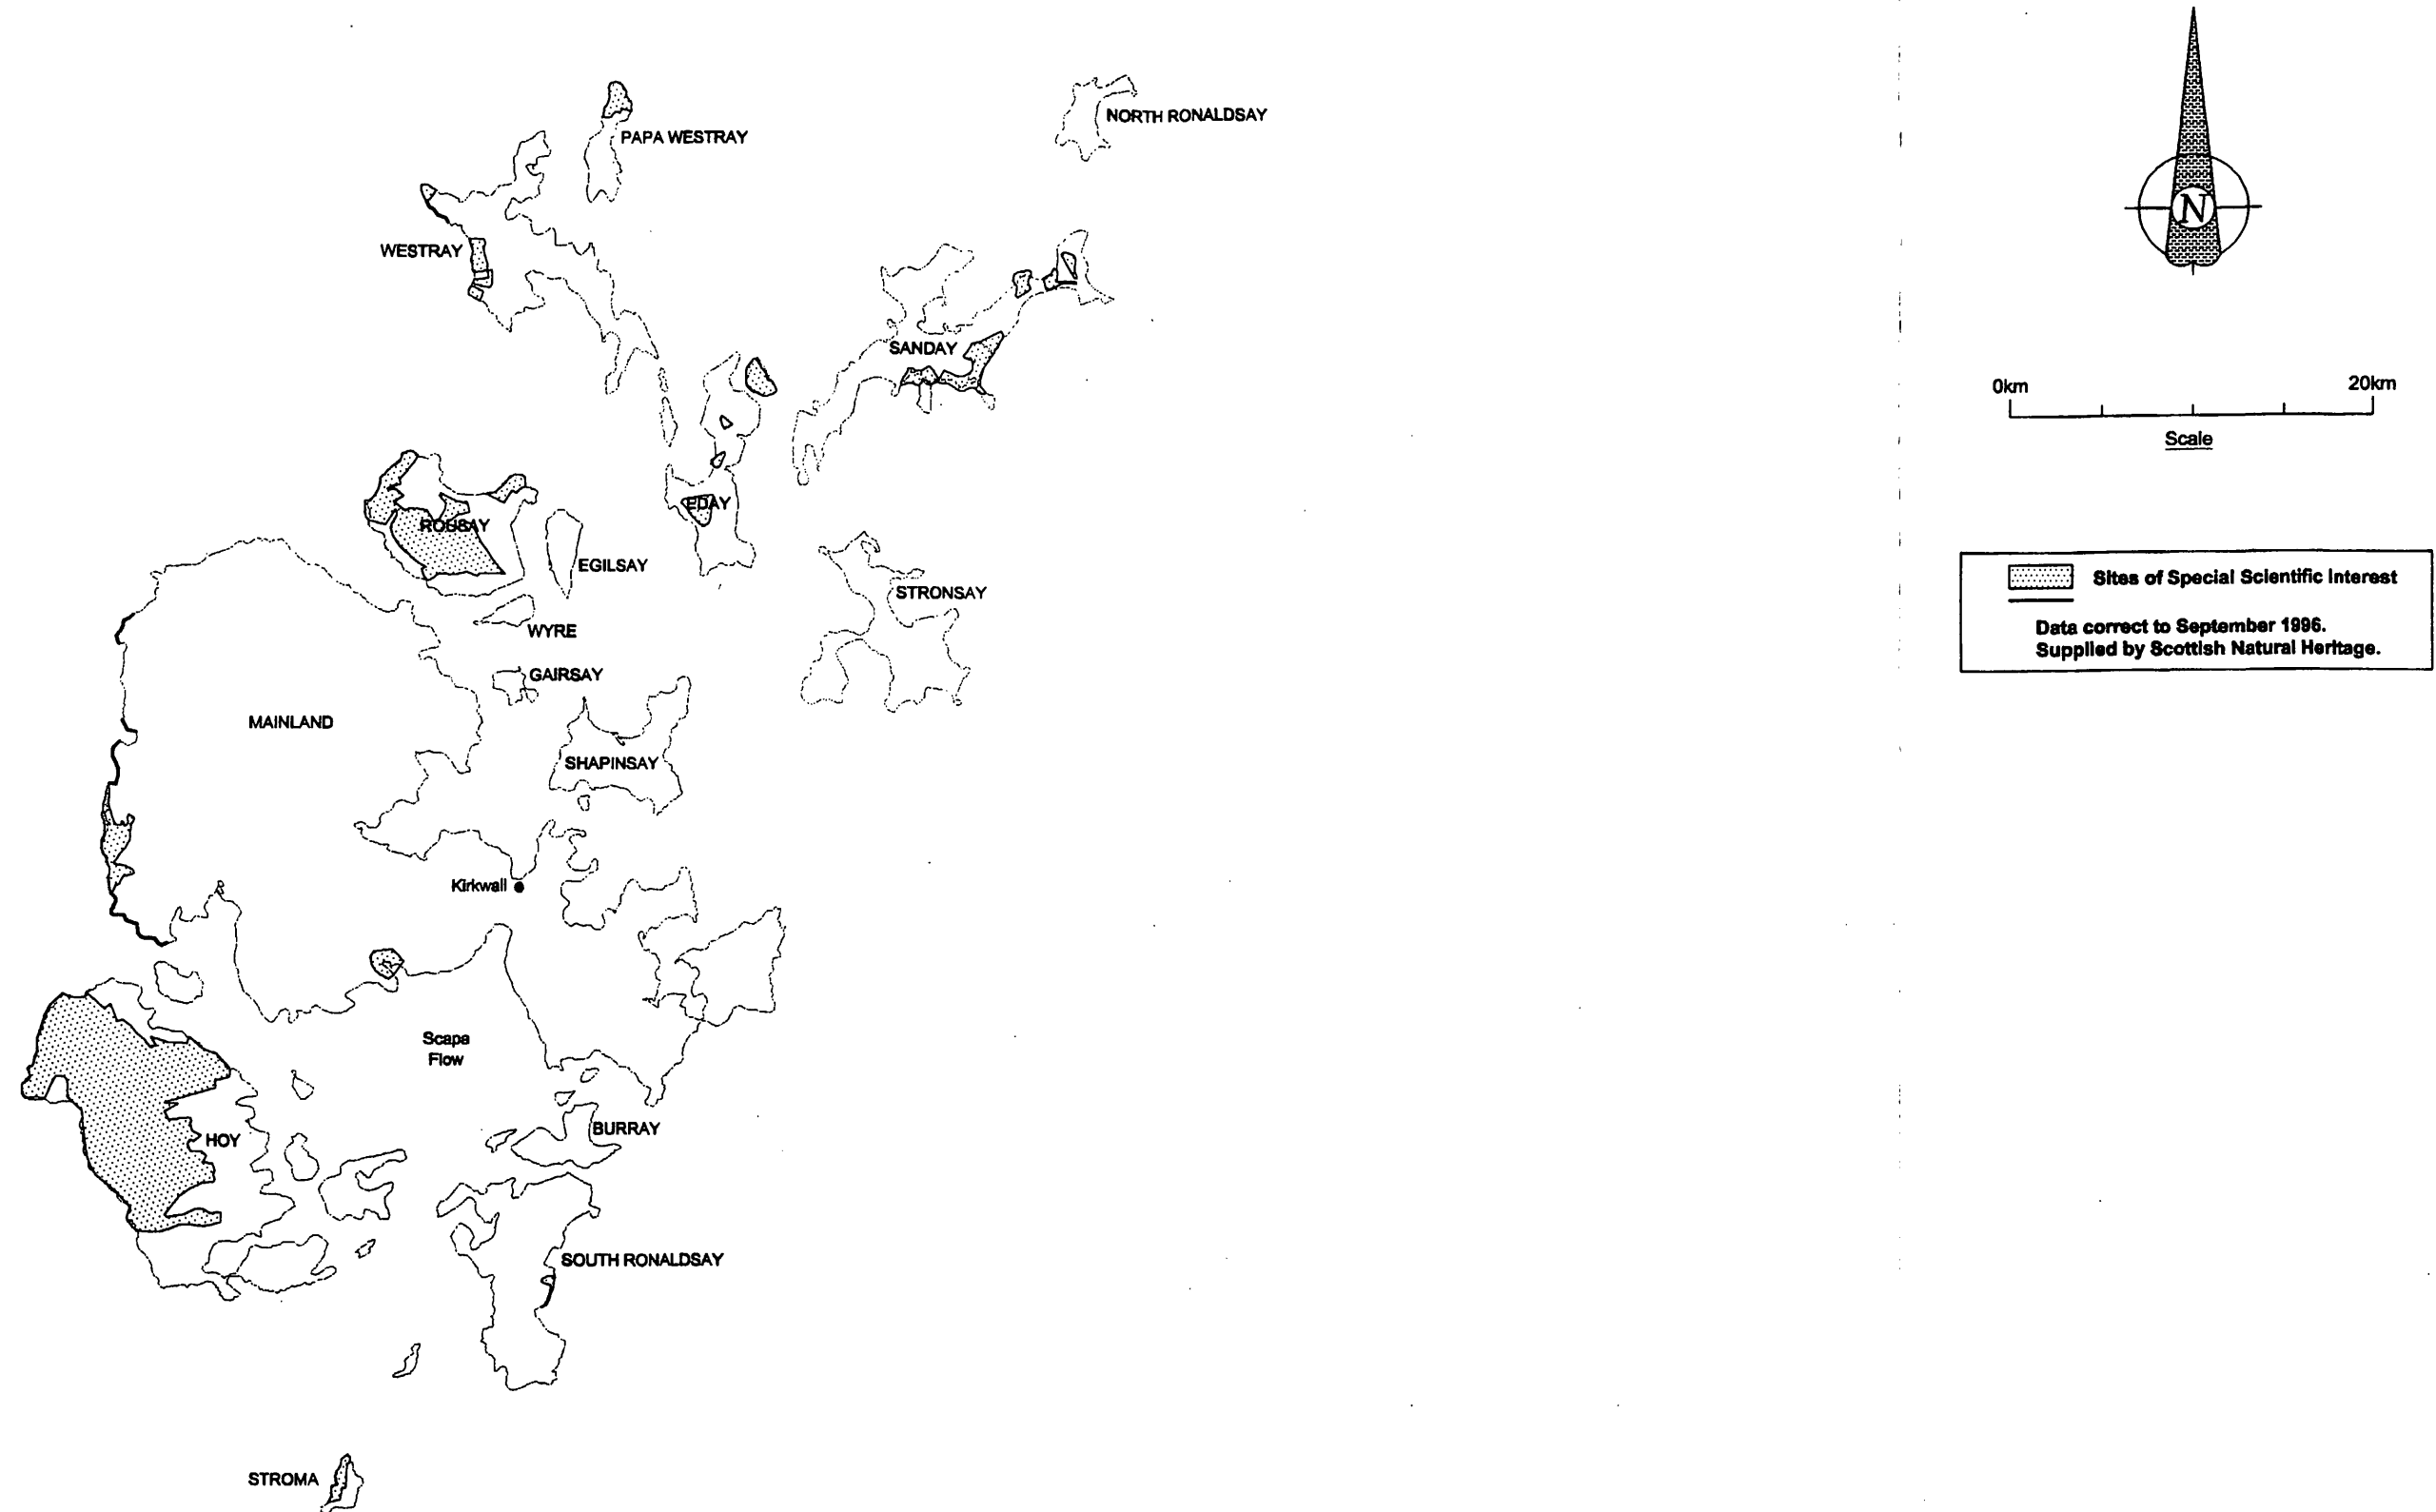 NORTH RONALDSAY
PAPA WESTRAY
N
WESTRAY
SANDAY
0km
20km
Scale
EDAY
ROUSAY
EGILSAY
STRONSAY
WYRE
GAIRSAY
MAINLAND
SHAPINSAY
Kirkwall
Scapa
Flow
HOY
BURRAY
SOUTH RONALDSAY
STROMA
Sites of Special Scientific Interest
Data correct to September 1996.
Supplied by Scottish Natural Heritage.